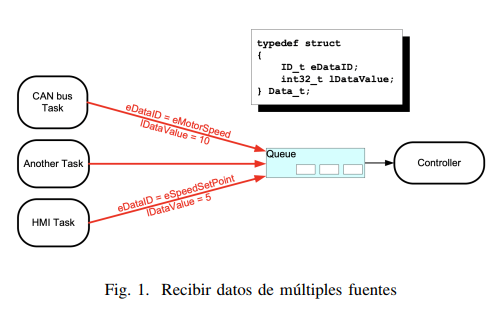 typedef struct
{
ID_t eDataID;
int32_t lDataValue;
} Data_t;
CAN bus
Task
eDataID = eMotorSpeed
lDataValue = 10
Another Task
Queue
Controller
eDataID = eSpeedSetPoint
lDataValue = 5
HMI Task
Fig. 1. Recibir datos de múltiples fuentes